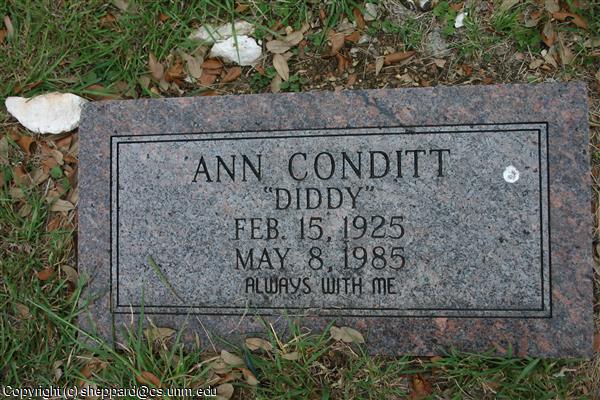 ANN CONDITT
"DIDDY"
FEB. 15, 1925
MAY 8, 1985
ALWAYS WITH ME
Copyright (c) sheppard@cs.unm.edu